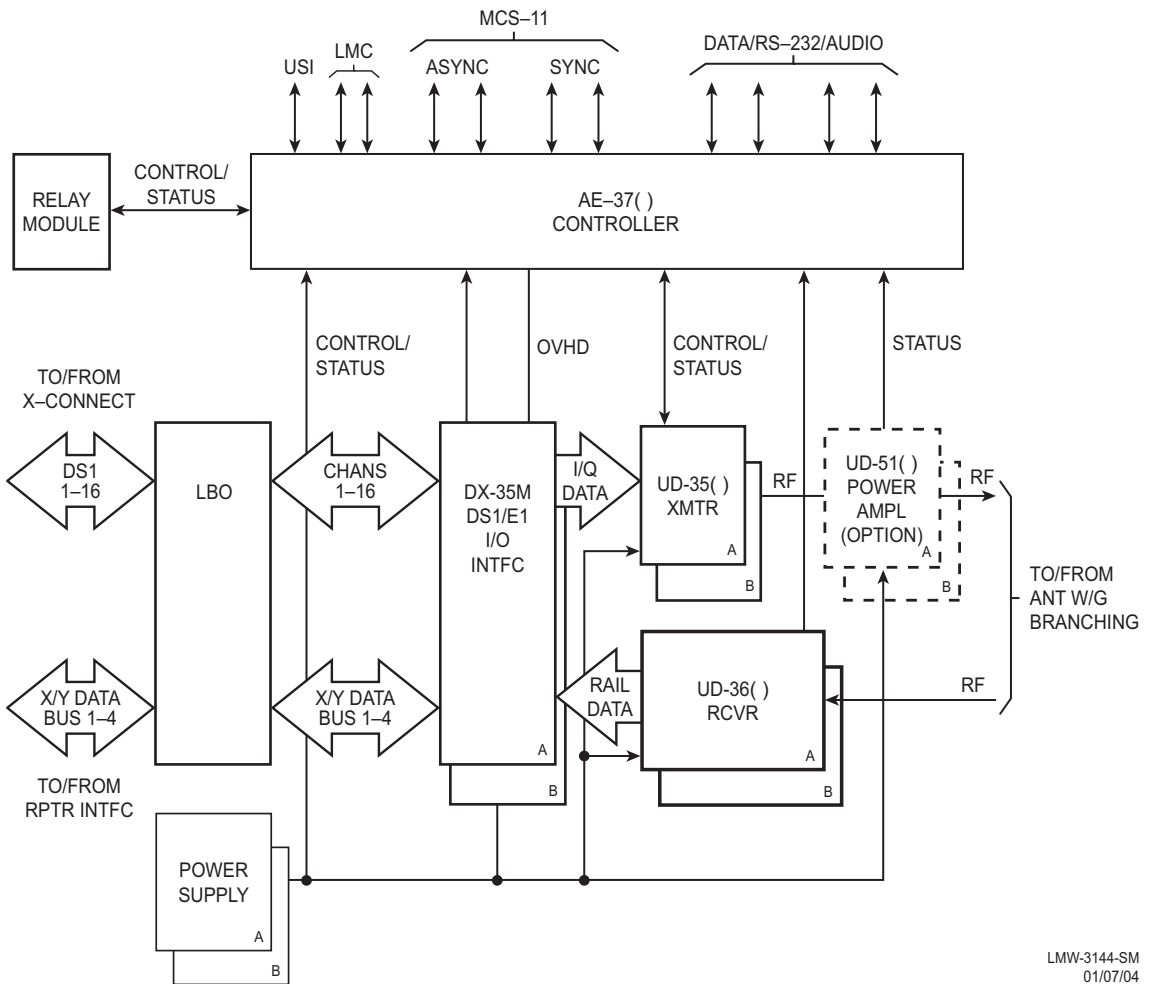 MCS–11
DATA/RS–232/AUDIO
LMC
USI
ASYNC
SYNC
RELAY
MODULE
CONTROL/
STATUS
AE–37( )
CONTROLLER
CONTROL/
STATUS
OVHD
CONTROL/
STATUS
STATUS
TO/FROM
X–CONNECT
DS1
1–16
LBO
CHANS
1–16
DX-35M
DS1/E1
I/O
INTFC
A
B
I/Q
DATA
UD-35( )
XMTR
A
B
RF
UD-51( )
POWER
AMPL
(OPTION)
A
B
RF
TO/FROM
ANT W/G
BRANCHING
X/Y DATA
BUS 1–4
X/Y DATA
BUS 1–4
RAIL
DATA
UD-36( )
RCVR
A
B
RF
TO/FROM
RPTR INTFC
POWER
SUPPLY
A
B
LMW-3144-SM
01/07/04